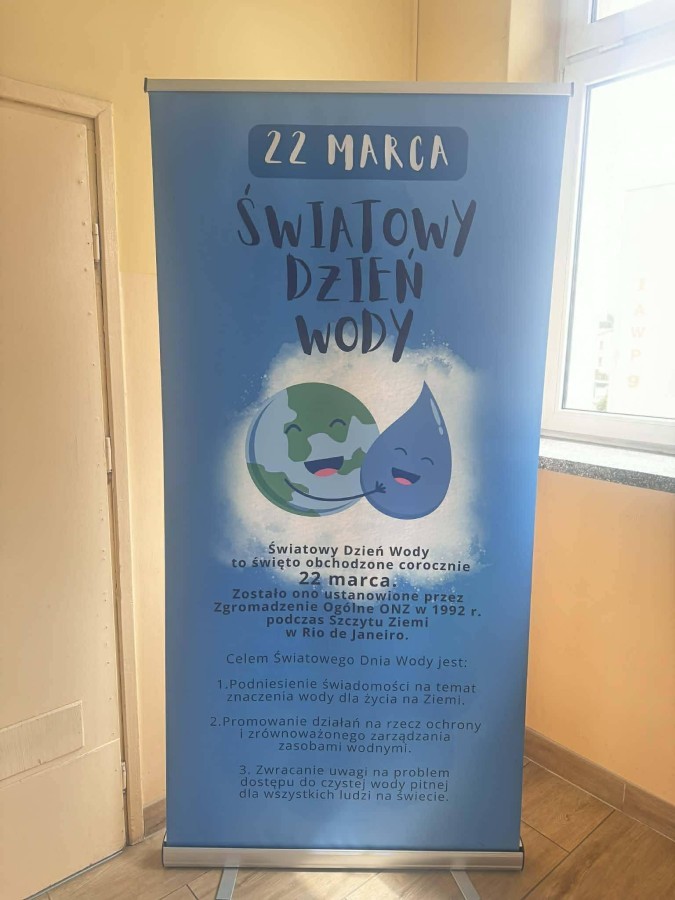 22 MARCA
ŚWIATOWY
DZIEŃ
WODY
Światowy Dzień Wody
to święto obchodzone corocznie
22 marca.
Zostało ono ustanowione przez
Zgromadzenie Ogólne ONZ w 1992 r.
podczas Szczytu Ziemi
w Rio de Janeiro.
Celem Światowego Dnia Wody jest:
1.Podniesienie świadomości na temat
znaczenia wody dla życia na Ziemi.
2.Promowanie działań na rzecz ochrony
i zrównoważonego zarządzania
zasobami wodnymi.
3. Zwracanie uwagi na problem
dostępu do czystej wody pitnej
dla wszystkich ludzi na świecie.